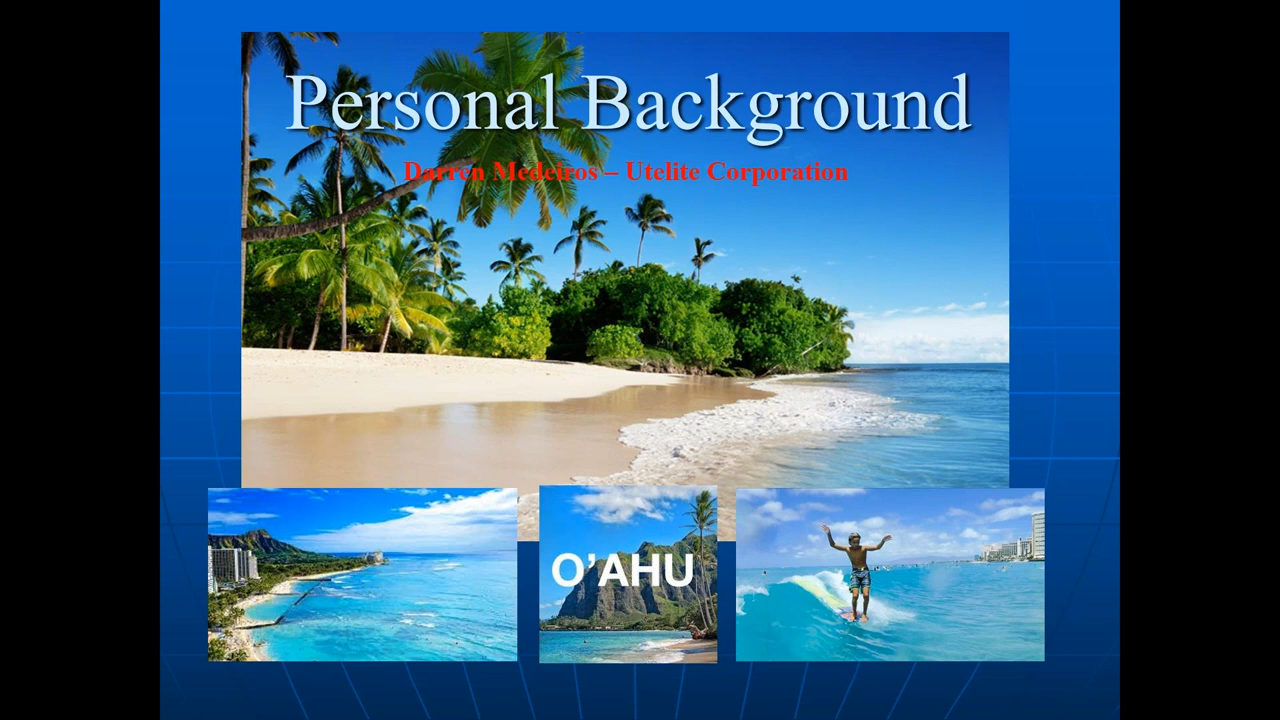 Personal Background
Darren Medeiros – Utelite Corporation
O'AHU